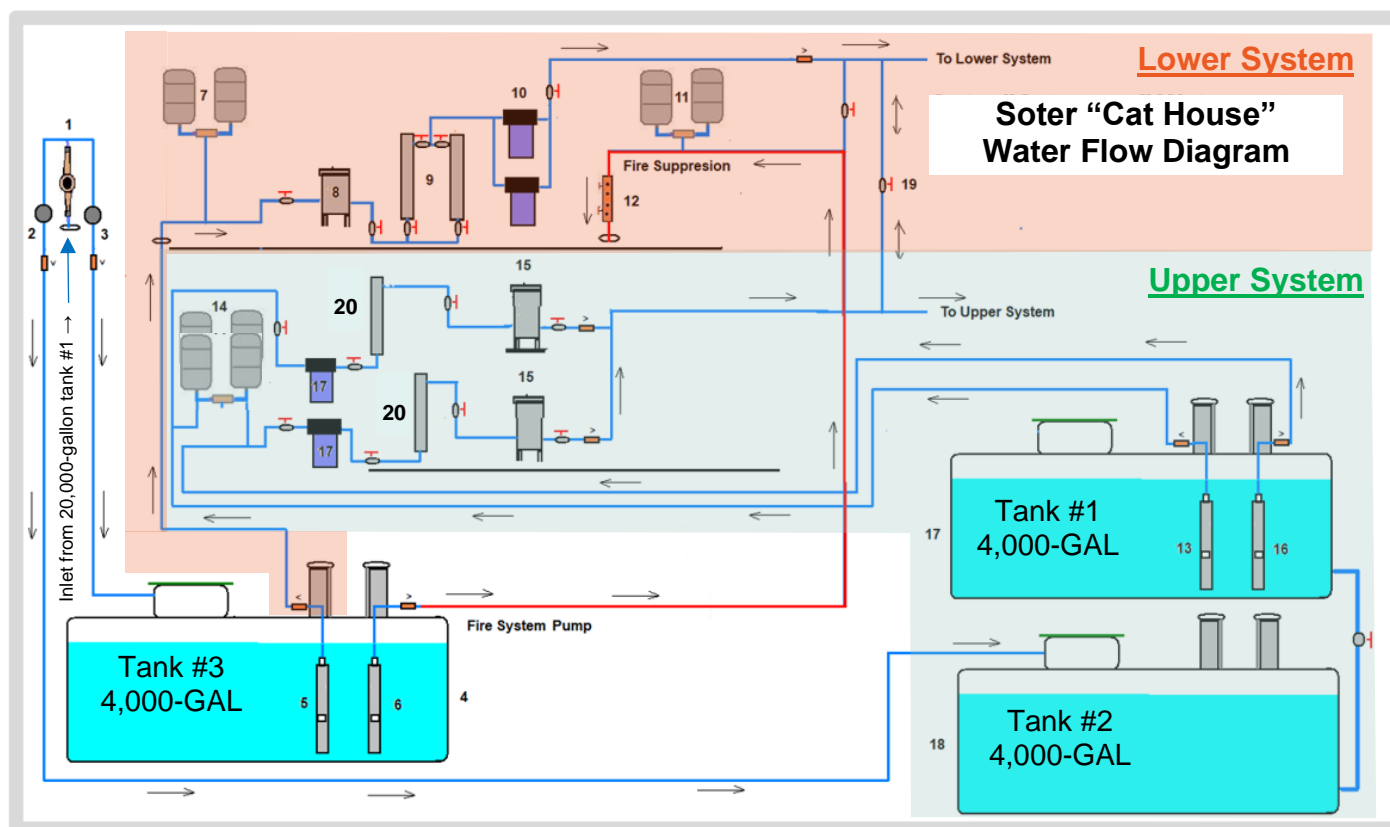 Lower System
To Lower System
Soter “Cat House”
Water Flow Diagram
7
10
11
1
8
9
Fire Suppresion
12
19
2
3
Inlet from 20,000-gallon tank #1 →
Upper System
14
20
15
To Upper System
17
20
15
17
Tank #1
4,000-GAL
17
13
16
Fire System Pump
Tank #3
4,000-GAL
5
6
4
Tank #2
4,000-GAL
18